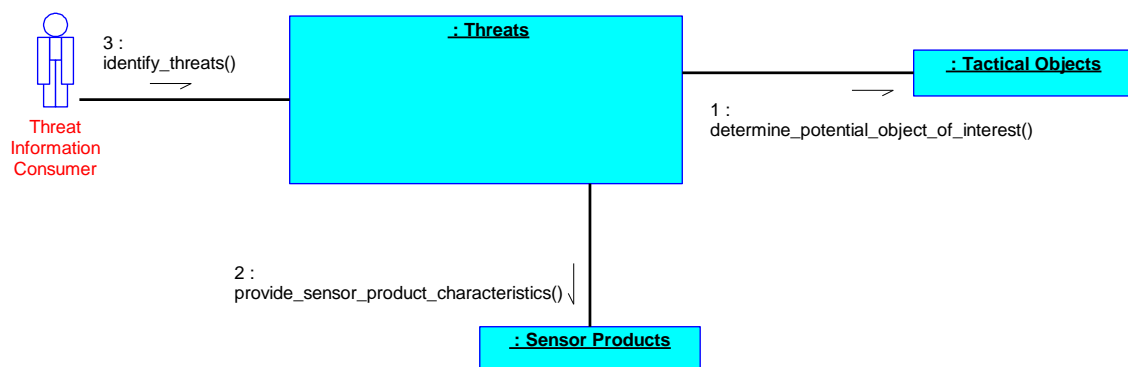 : Threats
3 :
identify_threats()
: Tactical Objects
1 :
determine_potential_object_of_interest()
Threat
Information
Consumer
2 :
provide_sensor_product_characteristics()
: Sensor Products